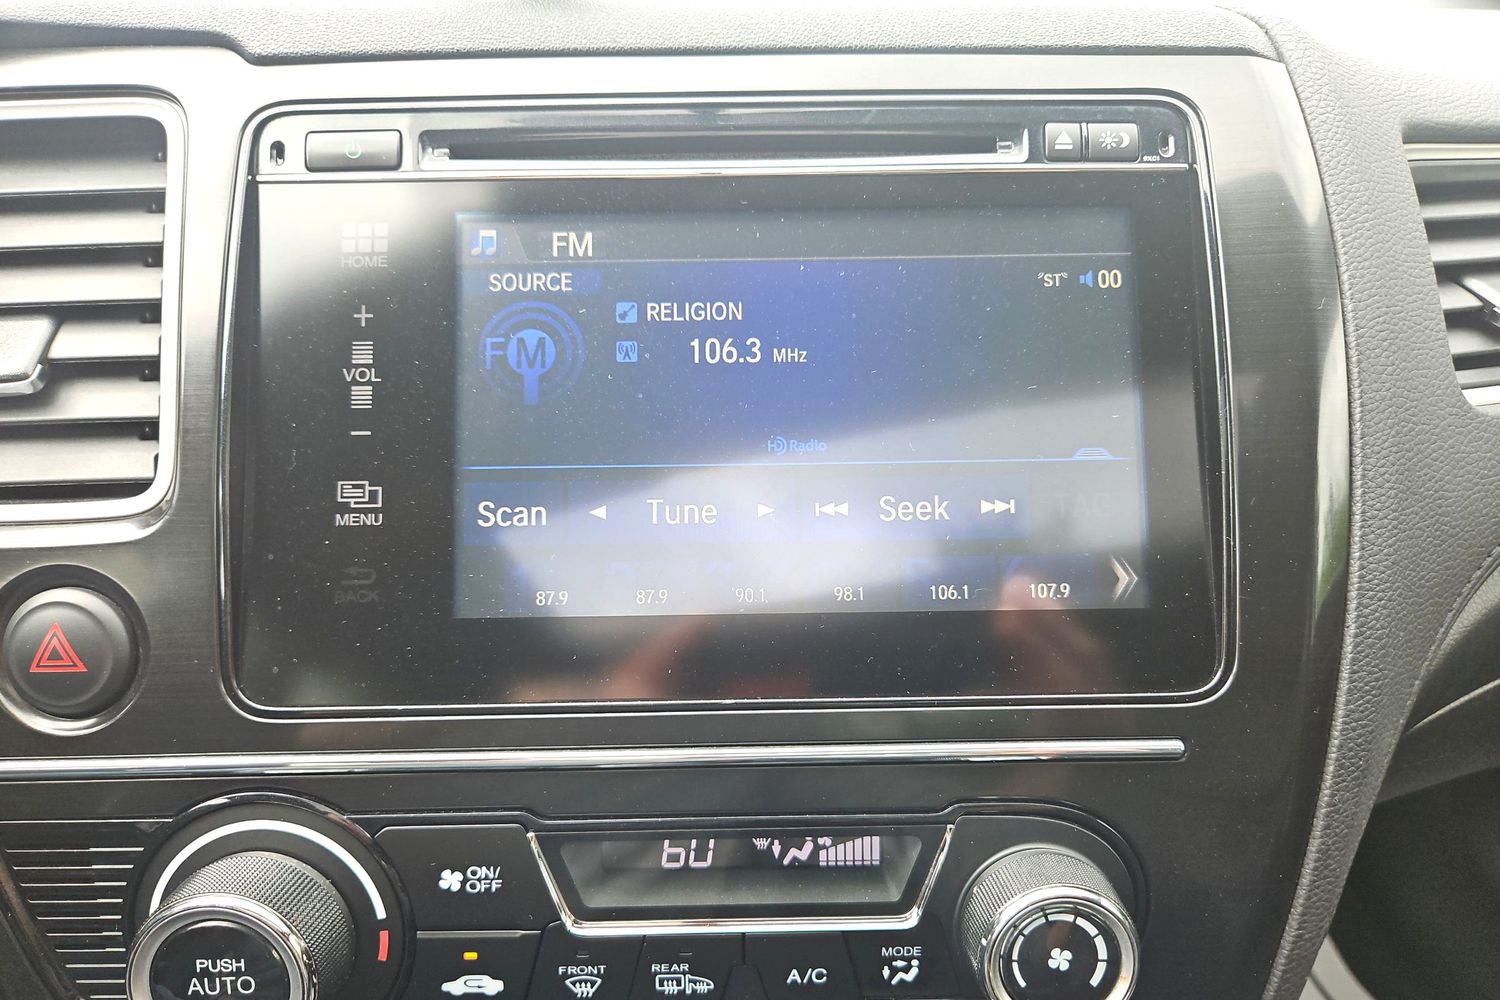 HOME
+
VOL
−
MENU
BACK
FM
SOURCE
FM
"ST" 00
RELIGION
106.3 MHz
HD Radio
Scan Tune Seek TAG
87.9 87.9 90.1 98.1 106.1 107.9
ON/
OFF
60
PUSH
AUTO
FRONT
REAR
A/C
MODE